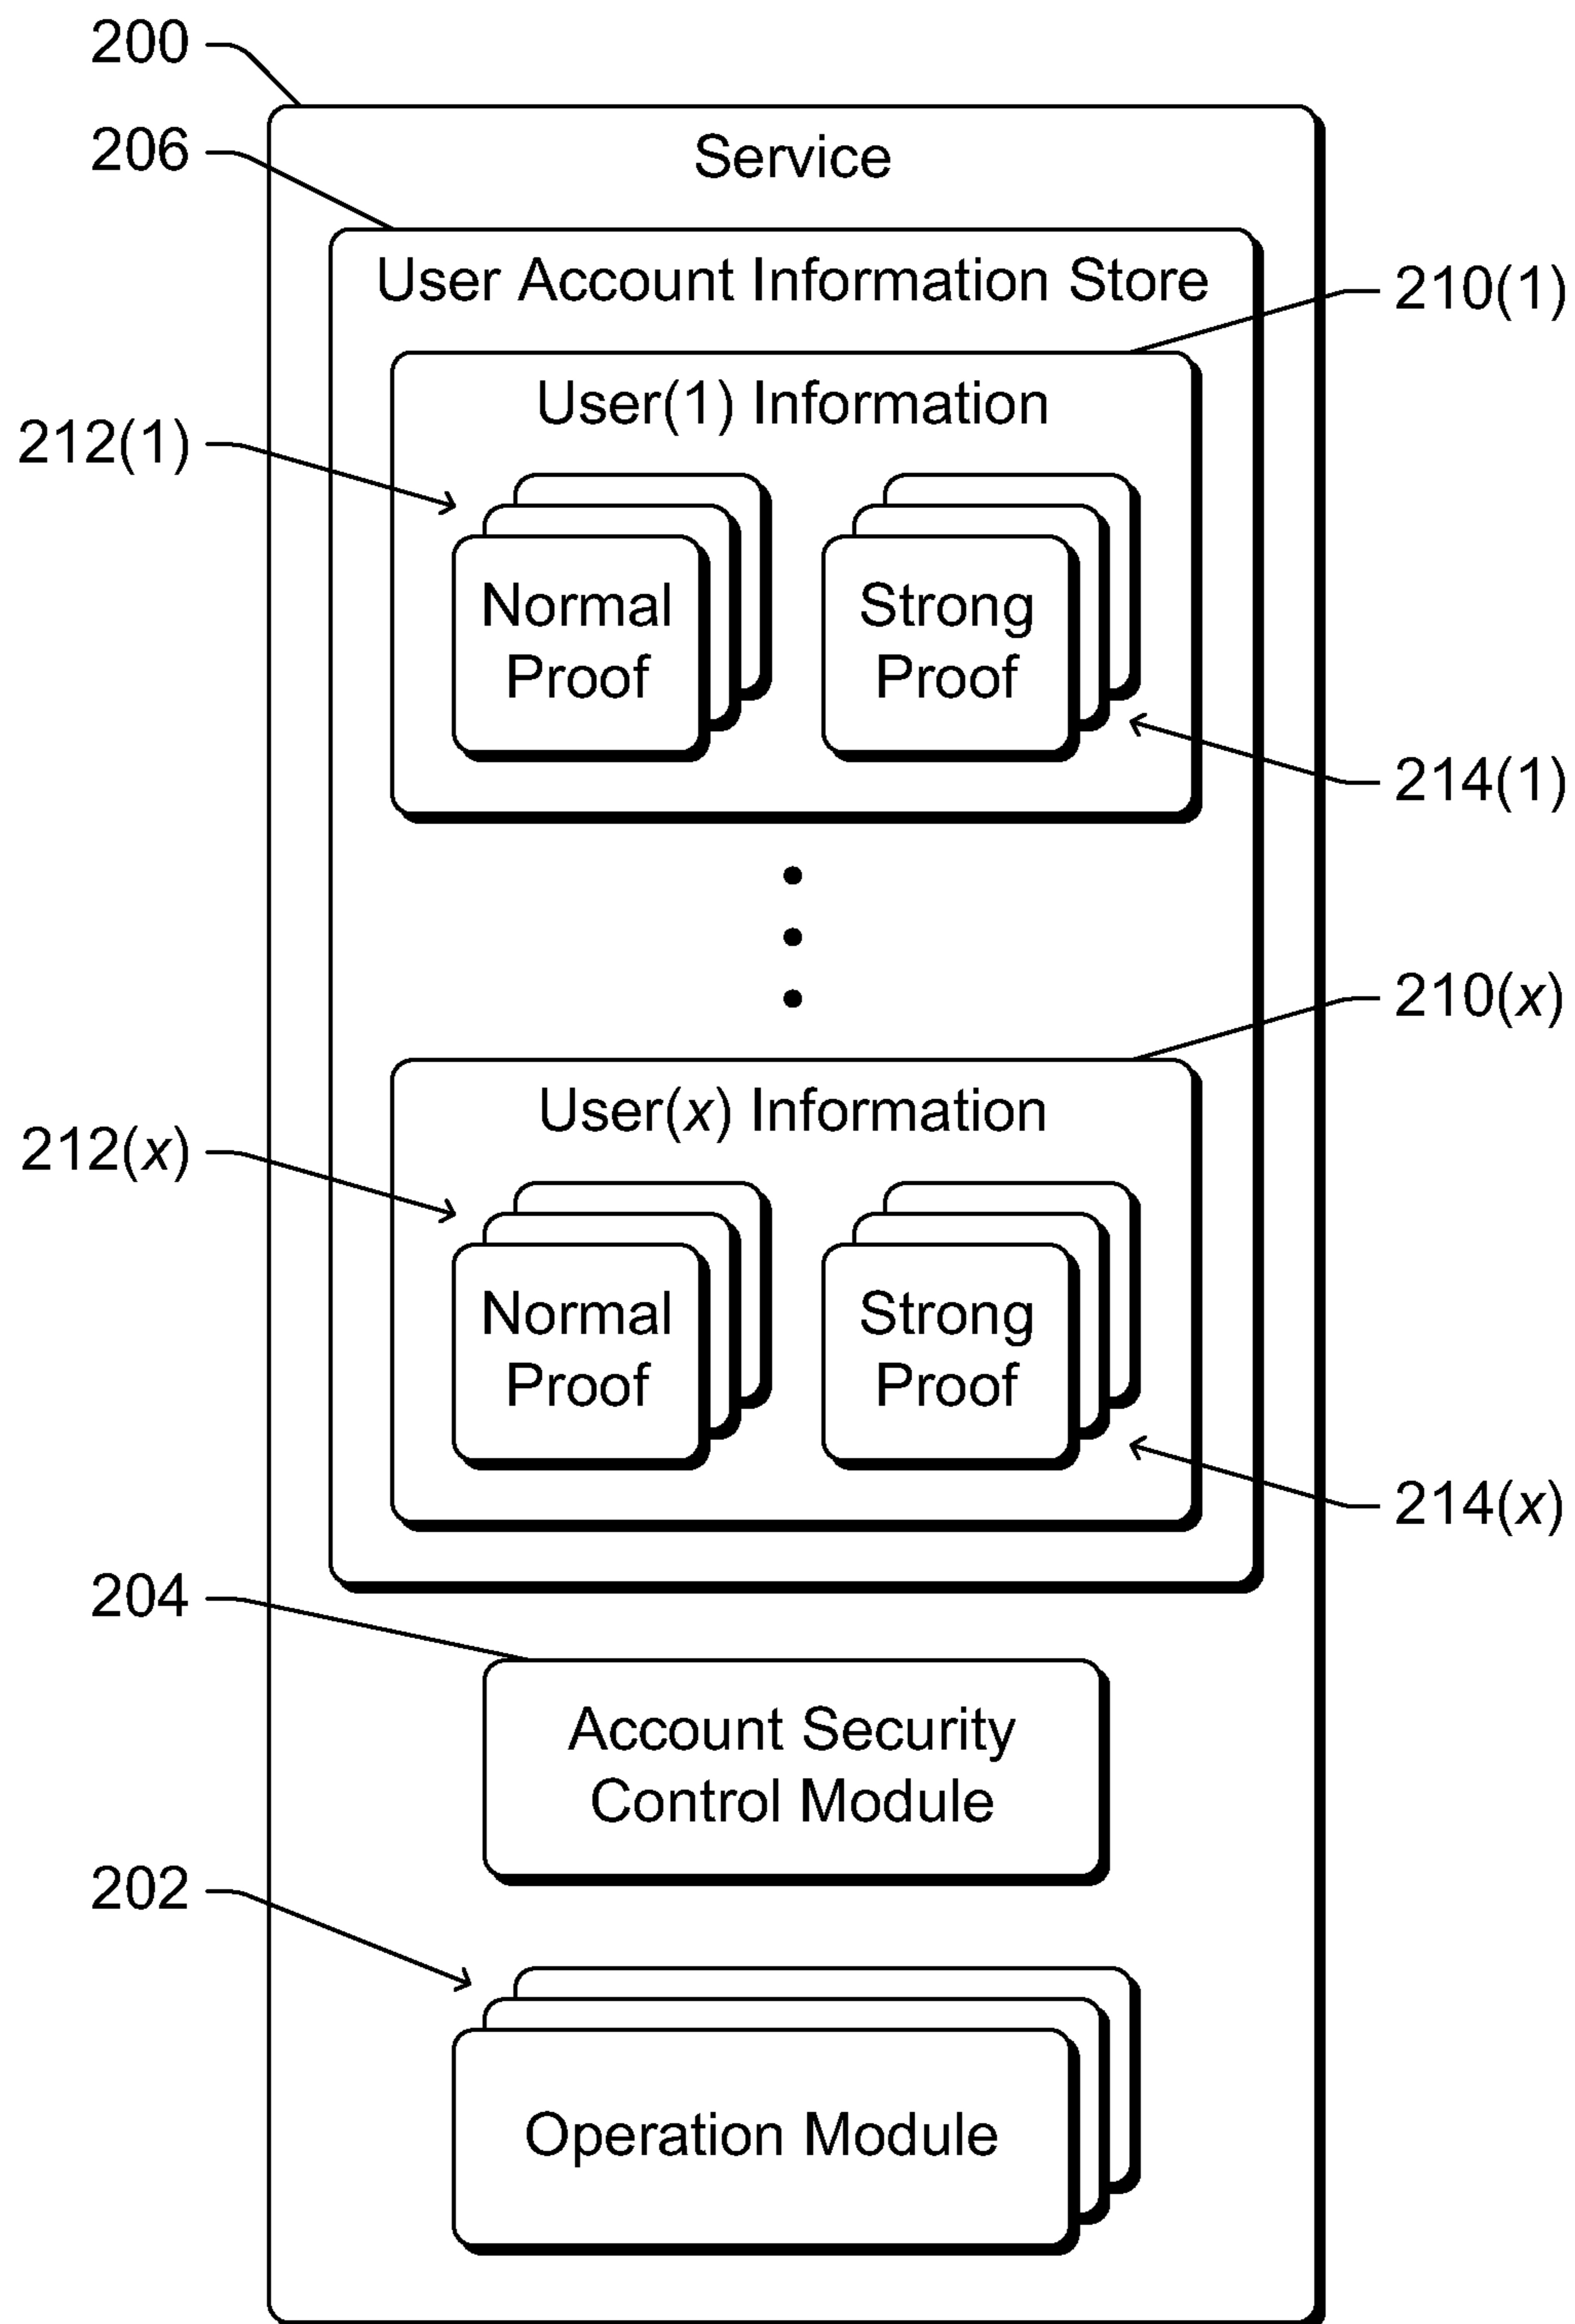 200
206
Service
User Account Information Store
210(1)
User(1) Information
212(1)
Normal
Proof
Strong
Proof
214(1)
210(x)
User(x) Information
212(x)
Normal
Proof
Strong
Proof
214(x)
204
Account Security
Control Module
202
Operation Module